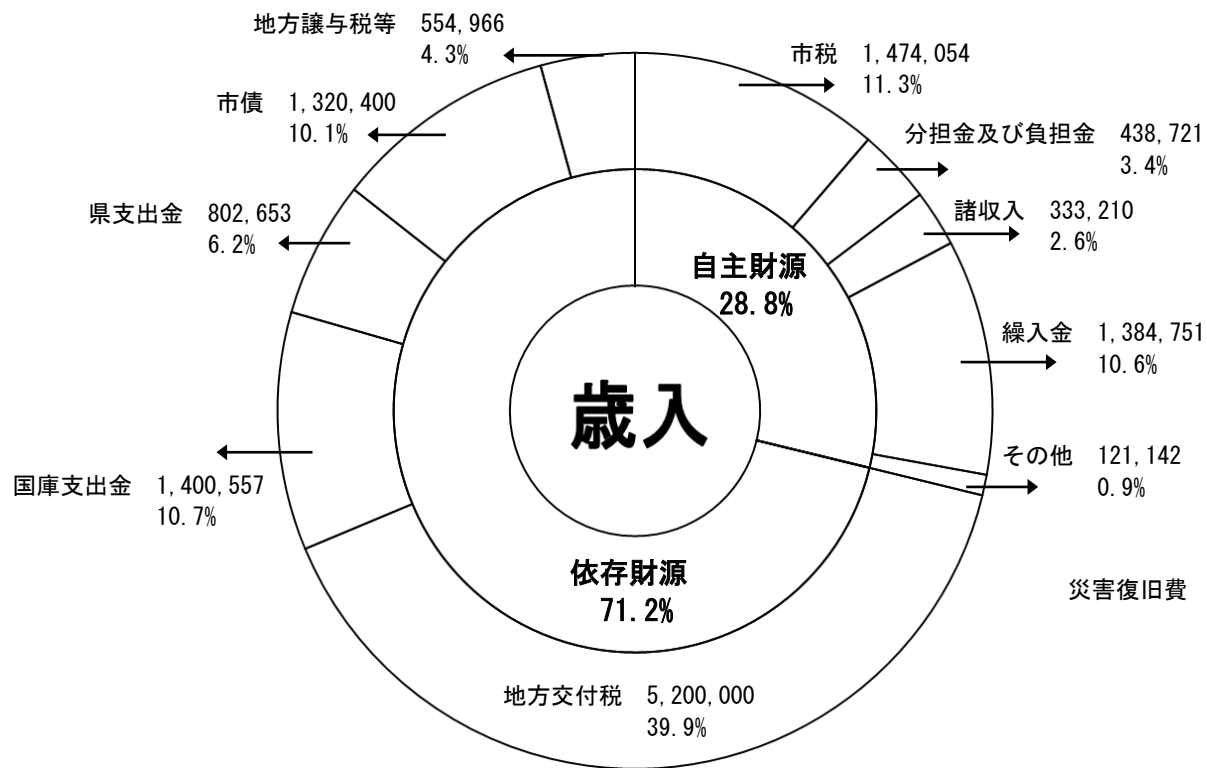 地方譲与税等 554,966
4.3%
市税 1,474,054
11.3%
市債 1,320,400
10.1%
分担金及び負担金 438,721
3.4%
県支出金 802,653
6.2%
諸収入 333,210
2.6%
自主財源
28.8%
繰入金 1,384,751
10.6%
歳入
その他 121,142
0.9%
国庫支出金 1,400,557
10.7%
依存財源
71.2%
災害復旧費
地方交付税 5,200,000
39.9%